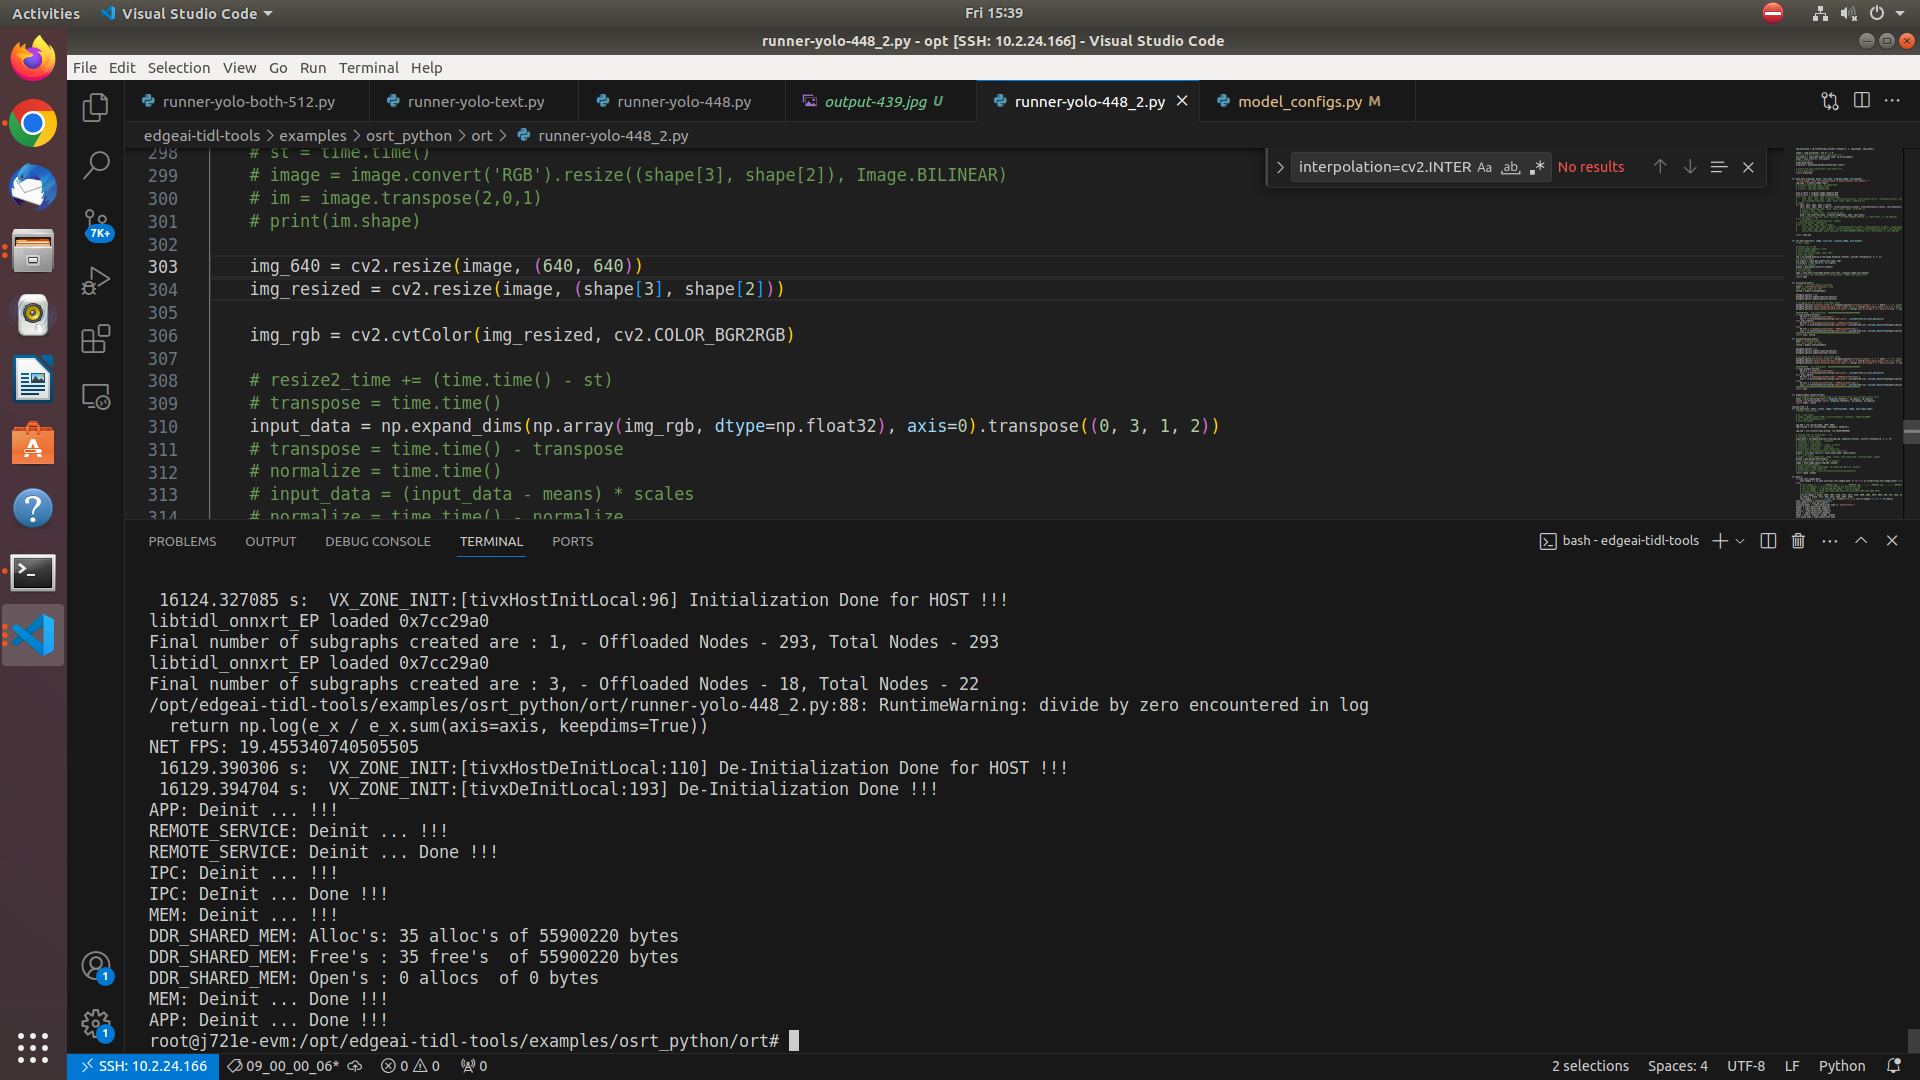 Activities
Visual Studio Code
Fri 15:39
runner-yolo-448_2.py - opt [SSH: 10.2.24.166] - Visual Studio Code
File Edit Selection View Go Run Terminal Help
runner-yolo-both-512.py
runner-yolo-text.py
runner-yolo-448.py
output-439.jpg U
runner-yolo-448_2.py
model_configs.py M
edgeai-tidl-tools > examples > osrt_python > ort > runner-yolo-448_2.py
interpolation=cv2.INTER Aa ab No results
7K+
298 # st = time.time()
299 # image = image.convert('RGB').resize((shape[3], shape[2]), Image.BILINEAR)
300 # im = image.transpose(2,0,1)
301 # print(im.shape)
302
303 img_640 = cv2.resize(image, (640, 640))
304 img_resized = cv2.resize(image, (shape[3], shape[2]))
305
306 img_rgb = cv2.cvtColor(img_resized, cv2.COLOR_BGR2RGB)
307
308 # resize2_time += (time.time() - st)
309 # transpose = time.time()
310 input_data = np.expand_dims(np.array(img_rgb, dtype=np.float32), axis=0).transpose((0, 3, 1, 2))
311 # transpose = time.time() - transpose
312 # normalize = time.time()
313 # input_data = (input_data - means) * scales
314 # normalize = time.time() - normalize
PROBLEMS OUTPUT DEBUG CONSOLE TERMINAL PORTS
bash - edgeai-tidl-tools
16124.327085 s:  VX_ZONE_INIT:[tivxHostInitLocal:96] Initialization Done for HOST !!!
libtidl_onnxrt_EP loaded 0x7cc29a0
Final number of subgraphs created are : 1, - Offloaded Nodes - 293, Total Nodes - 293
libtidl_onnxrt_EP loaded 0x7cc29a0
Final number of subgraphs created are : 3, - Offloaded Nodes - 18, Total Nodes - 22
/opt/edgeai-tidl-tools/examples/osrt_python/ort/runner-yolo-448_2.py:88: RuntimeWarning: divide by zero encountered in log
return np.log(e_x / e_x.sum(axis=axis, keepdims=True))
NET FPS: 19.455340740505505
16129.390306 s:  VX_ZONE_INIT:[tivxHostDeInitLocal:110] De-Initialization Done for HOST !!!
16129.394704 s:  VX_ZONE_INIT:[tivxDeInitLocal:193] De-Initialization Done !!!
APP: Deinit ... !!!
REMOTE_SERVICE: Deinit ... !!!
REMOTE_SERVICE: Deinit ... Done !!!
IPC: Deinit ... !!!
IPC: DeInit ... Done !!!
MEM: Deinit ... !!!
DDR_SHARED_MEM: Alloc's: 35 alloc's of 55900220 bytes
DDR_SHARED_MEM: Free's : 35 free's  of 55900220 bytes
DDR_SHARED_MEM: Open's : 0 allocs  of 0 bytes
MEM: Deinit ... Done !!!
APP: Deinit ... Done !!!
root@j721e-evm:/opt/edgeai-tidl-tools/examples/osrt_python/ort#
1
1
SSH: 10.2.24.166
09_00_00_06*
0 0
0
2 selections
Spaces: 4
UTF-8
LF
Python